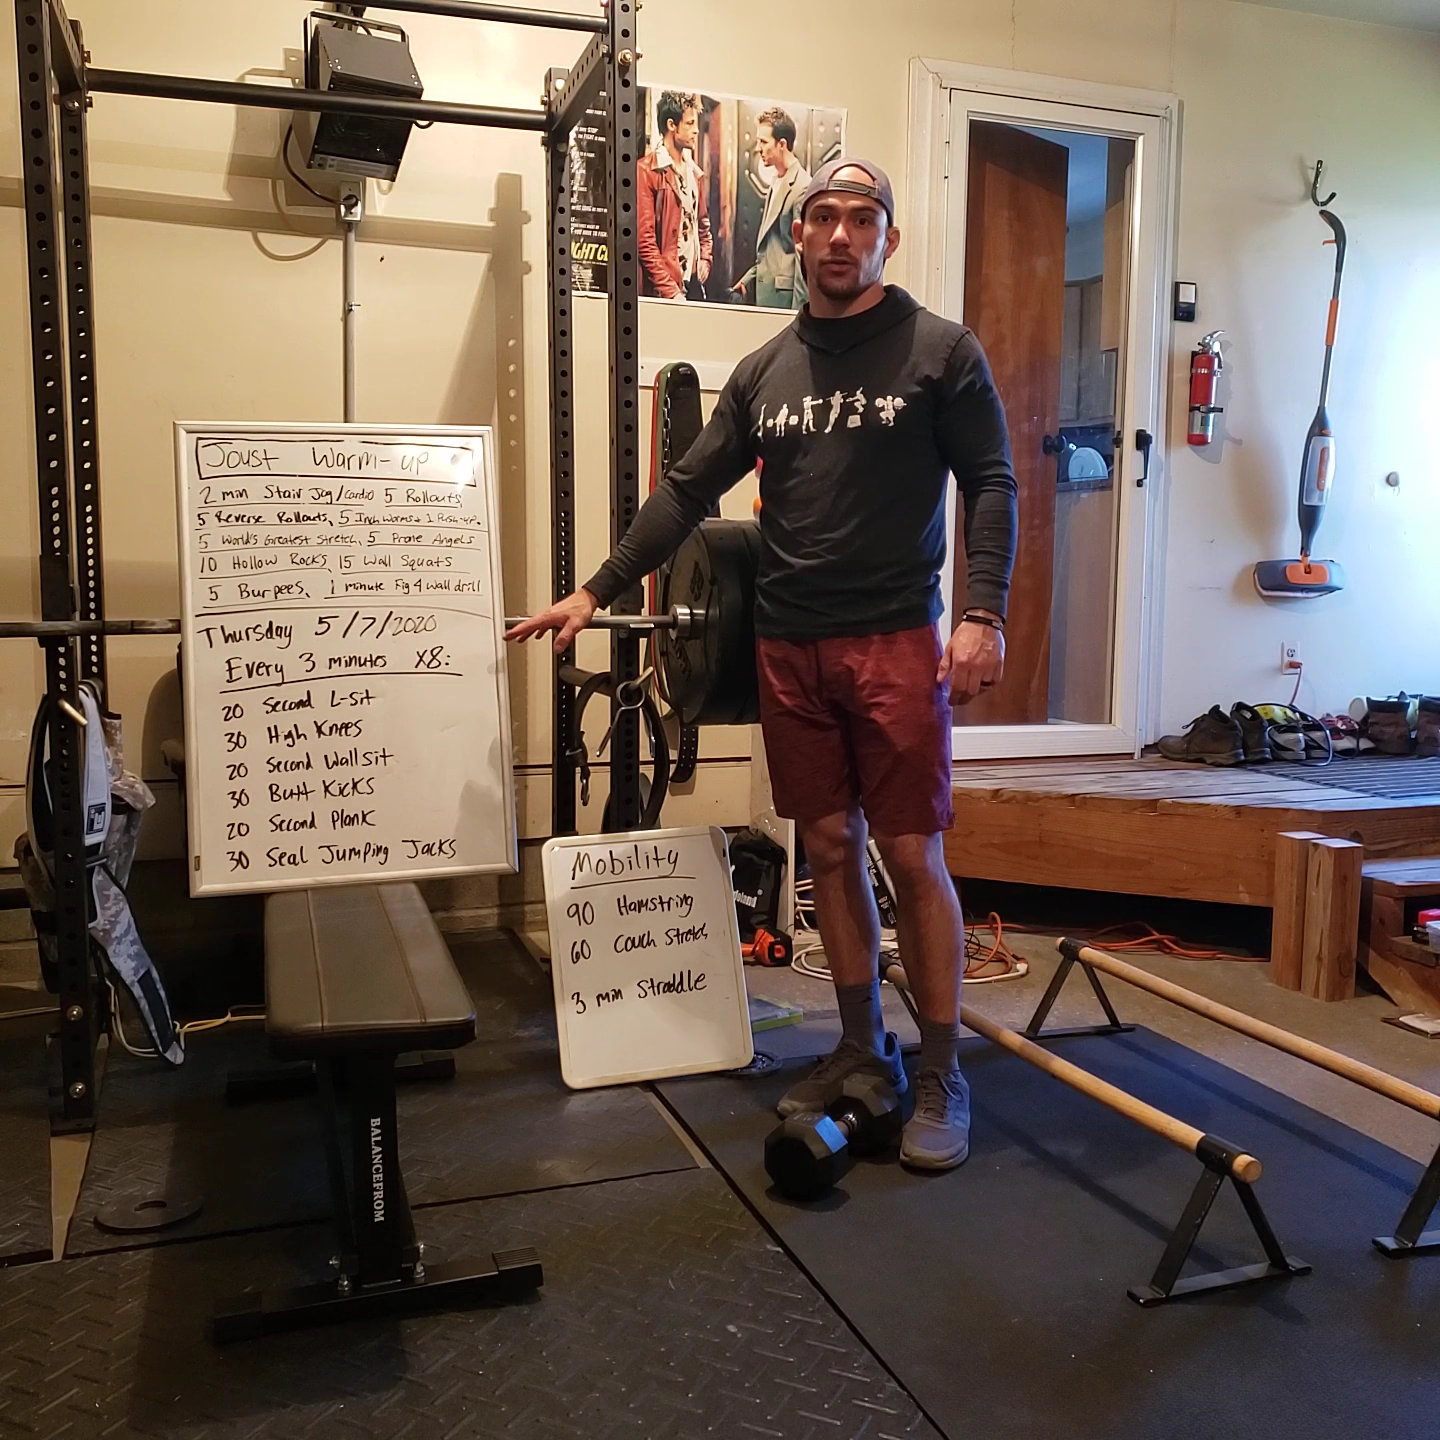 Joust Warm-up
2 min Stair Jog/cardio 5 Rollouts,
5 Reverse Rollouts, 5 Inch Worms + 1 Push-up.
5 World's Greatest Stretch, 5 Prone Angels
10 Hollow Rocks, 15 Wall Squats
5 Burpees, 1 minute Fig 4 wall drill
Thursday 5/7/2020
Every 3 minutes X8:
20 Second L-Sit
30 High Knees
20 Second Wall Sit
30 Butt Kicks
20 Second Plank
30 Seal Jumping Jacks
Mobility
90 Hamstring
60 Couch Stretch
3 min Straddle
BALANCEFROM